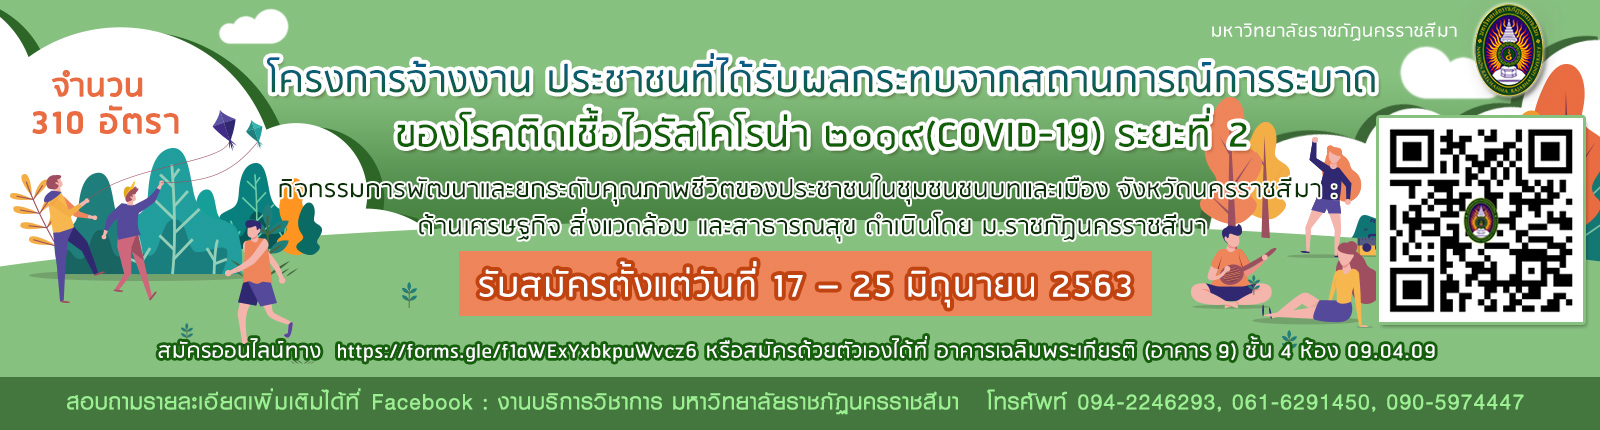 มหาวิทยาลัยราชภัฏนครราชสีมา
จำนวน
310 อัตรา
โครงการจ้างงาน ประชาชนที่ได้รับผลกระทบจากสถานการณ์การระบาด
ของโรคติดเชื้อไวรัสโคโรน่า ๒๐๑๙(COVID-19) ระยะที่ 2
กิจกรรมการพัฒนาและยกระดับคุณภาพชีวิตของประชาชนในชุมชนชนบทและเมือง จังหวัดนครราชสีมา :
ด้านเศรษฐกิจ สิ่งแวดล้อม และสาธารณสุข ดำเนินโดย ม.ราชภัฏนครราชสีมา
รับสมัครตั้งแต่วันที่ 17 – 25 มิถุนายน 2563
สมัครออนไลน์ทาง https://forms.gle/f1aWExYxbkpuWvcz6 หรือสมัครด้วยตัวเองได้ที่ อาคารเฉลิมพระเกียรติ (อาคาร 9) ชั้น 4 ห้อง 09.04.09
สอบถามรายละเอียดเพิ่มเติมได้ที่ Facebook : งานบริการวิชาการ มหาวิทยาลัยราชภัฏนครราชสีมา โทรศัพท์ 094-2246293, 061-6291450, 090-5974447